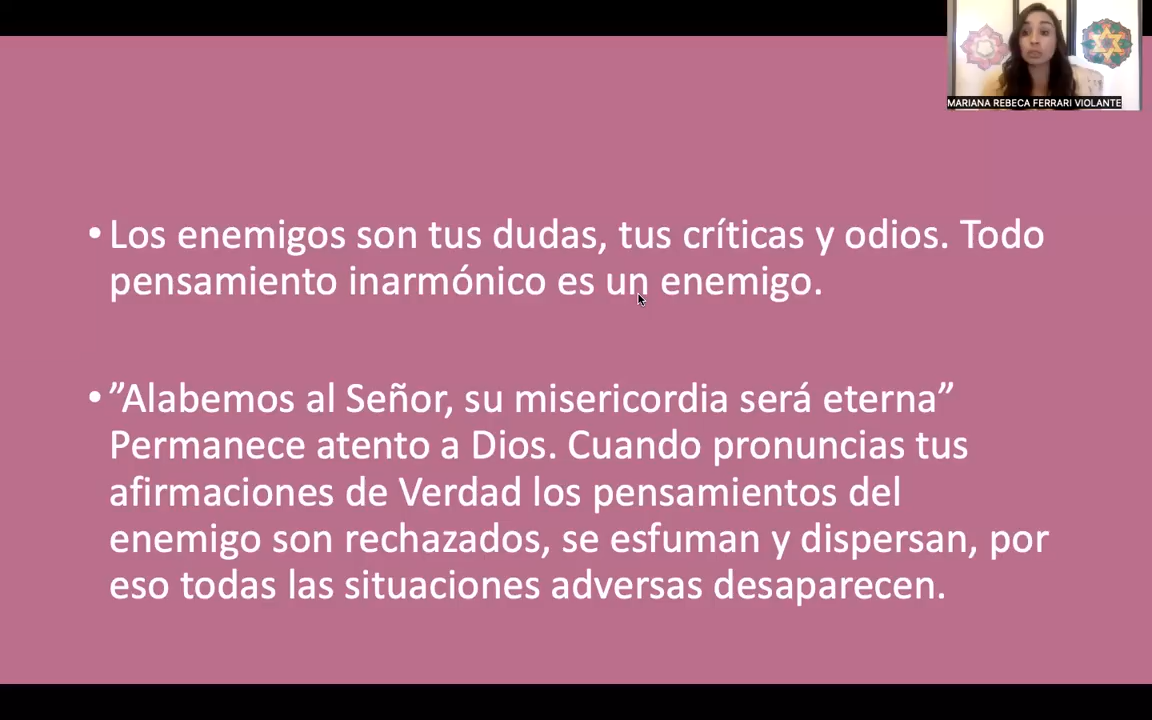 MARIANA REBECA FERRARI VIOLANTE
• Los enemigos son tus dudas, tus críticas y odios. Todo
pensamiento inarmónico es un enemigo.
• ”Alabemos al Señor, su misericordia será eterna”
Permanece atento a Dios. Cuando pronuncias tus
afirmaciones de Verdad los pensamientos del
enemigo son rechazados, se esfuman y dispersan, por
eso todas las situaciones adversas desaparecen.